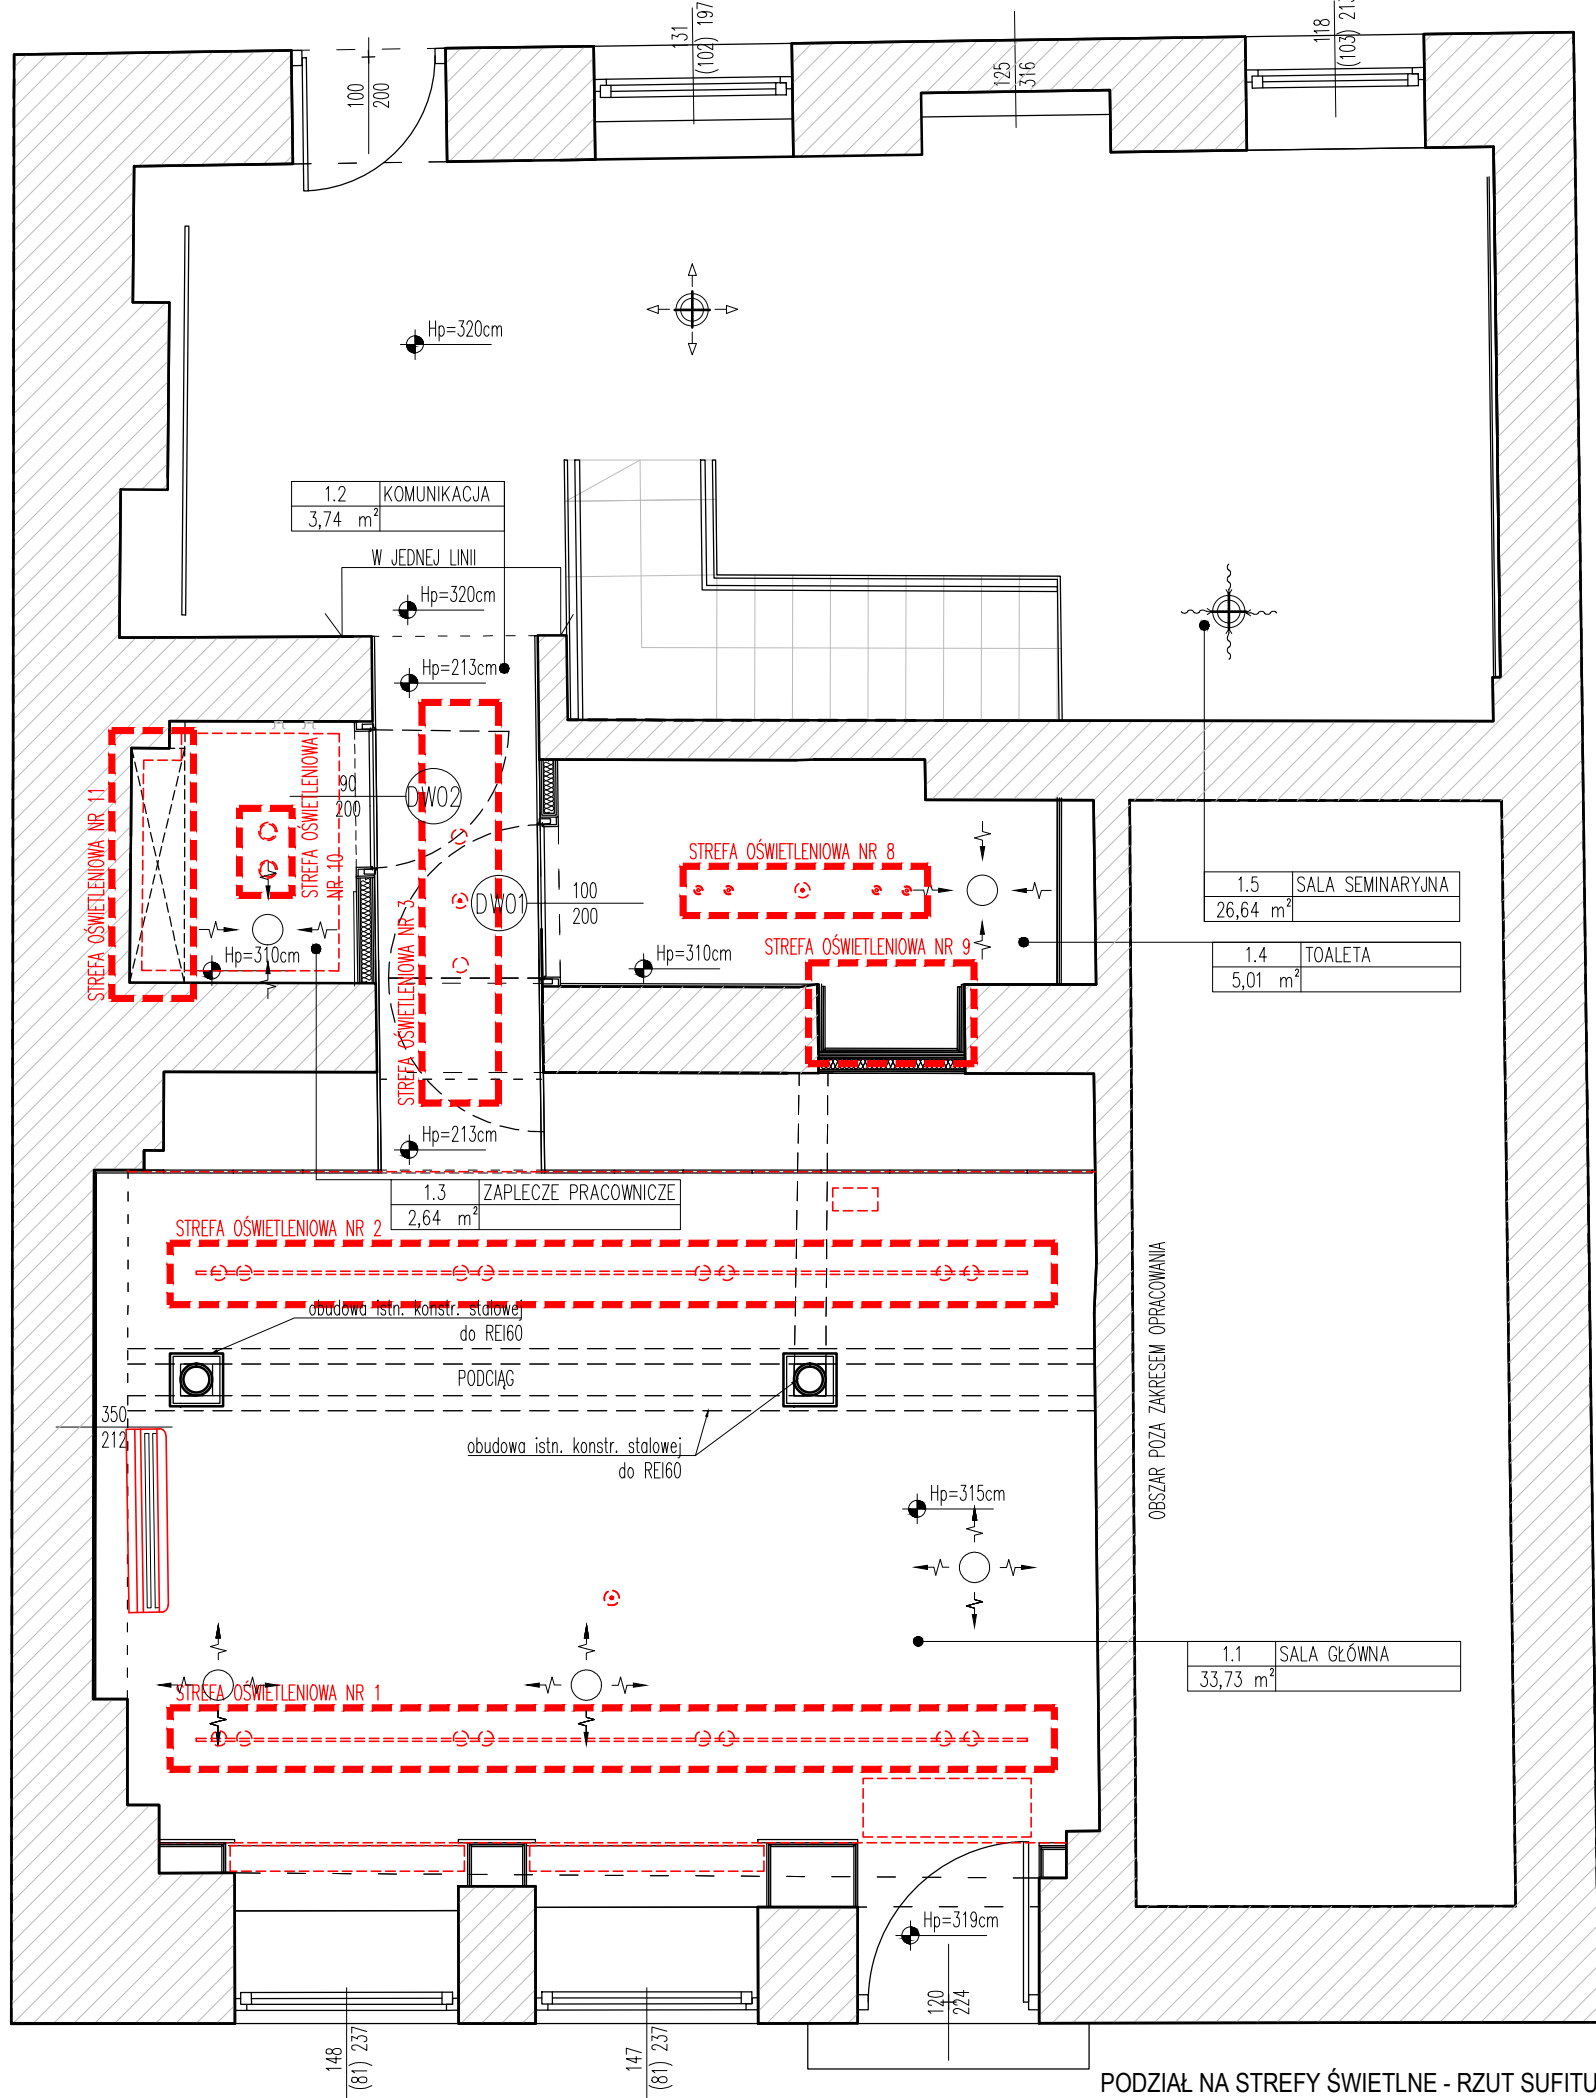 131
(102) 197
118
100
200
125
316
Hp=320cm
1.2 KOMUNIKACJA
3,74 m²
W JEDNEJ LINII
Hp=320cm
Hp=213cm
STREFA OŚWIETLENIOWA NR 11
STREFA OŚWIETLENIOWA
NR 10
90
200
DW02
DW01
100
200
STREFA OŚWIETLENIOWA NR 3
STREFA OŚWIETLENIOWA NR 8
STREFA OŚWIETLENIOWA NR 9
Hp=310cm
Hp=310cm
1.5 SALA SEMINARYJNA
26,64 m²
1.4 TOALETA
5,01 m²
Hp=213cm
1.3 ZAPLECZE PRACOWNICZE
2,64 m²
STREFA OŚWIETLENIOWA NR 2
obudowa istn. konstr. stalowej
do REI60
PODCIĄG
350
212
obudowa istn. konstr. stalowej
do REI60
OBSZAR POZA ZAKRESEM OPRACOWANIA
Hp=315cm
1.1 SALA GŁÓWNA
33,73 m²
STREFA OŚWIETLENIOWA NR 1
Hp=319cm
120
224
148
(81) 237
147
(81) 237
PODZIAŁ NA STREFY ŚWIETLNE - RZUT SUFITU